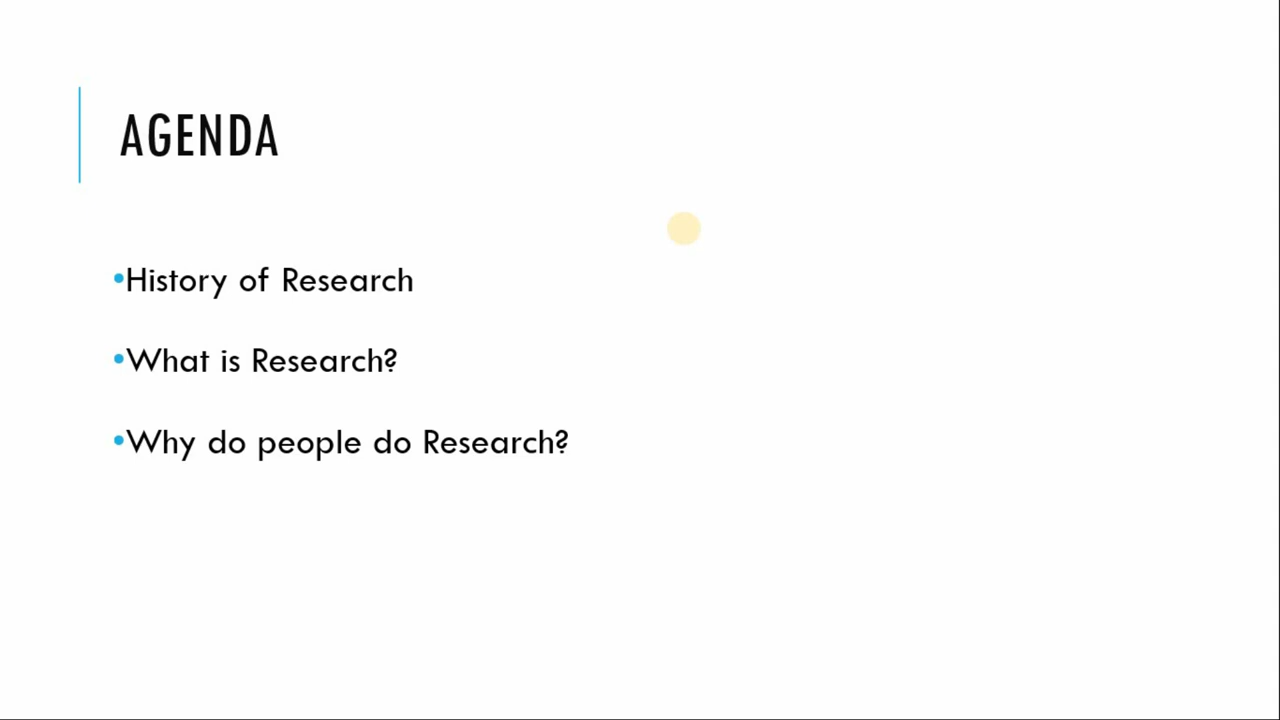 AGENDA
•History of Research
•What is Research?
•Why do people do Research?